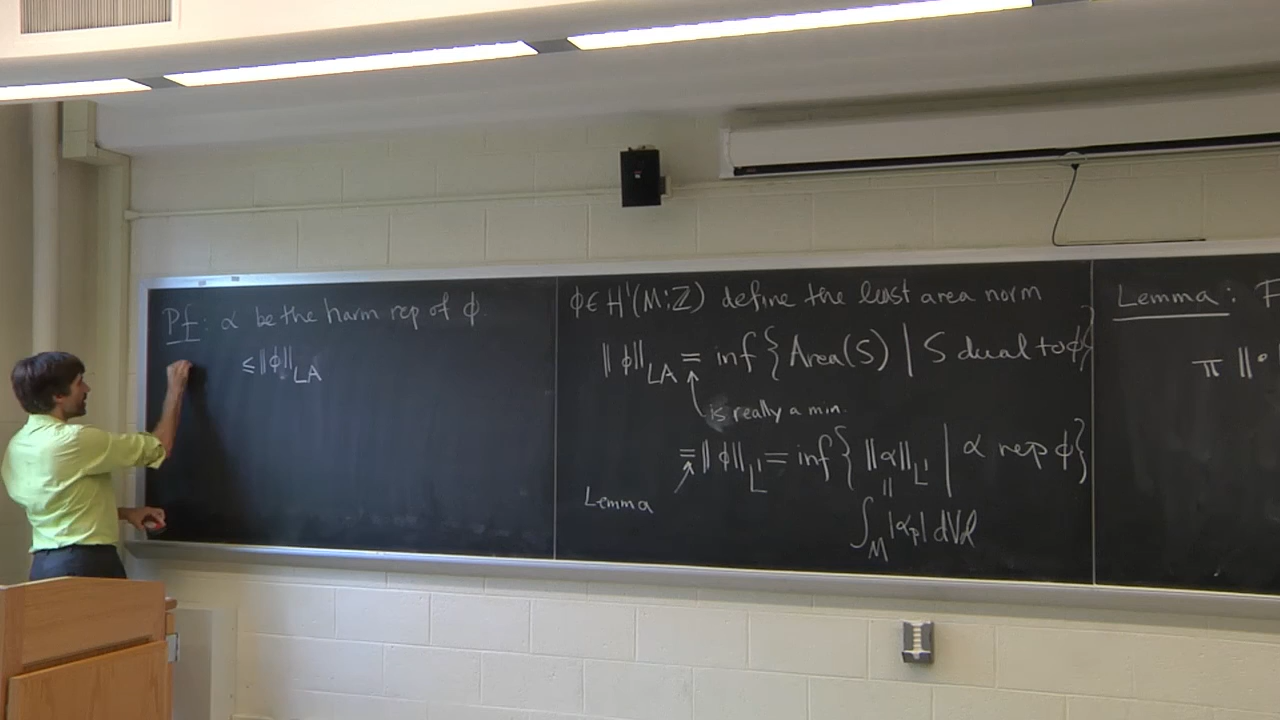 Pf: α be the harm rep of φ.
≤ ‖φ‖_LA
φ ∈ H¹(M;ℤ) define the least area norm
‖φ‖_LA = inf{Area(S) | S dual to φ}
is really a min.
= ‖φ‖_L¹ = inf{‖α‖_L¹ | α rep φ}
Lemma
‖
∫_M |α_p| dVol
Lemma:
π ‖·